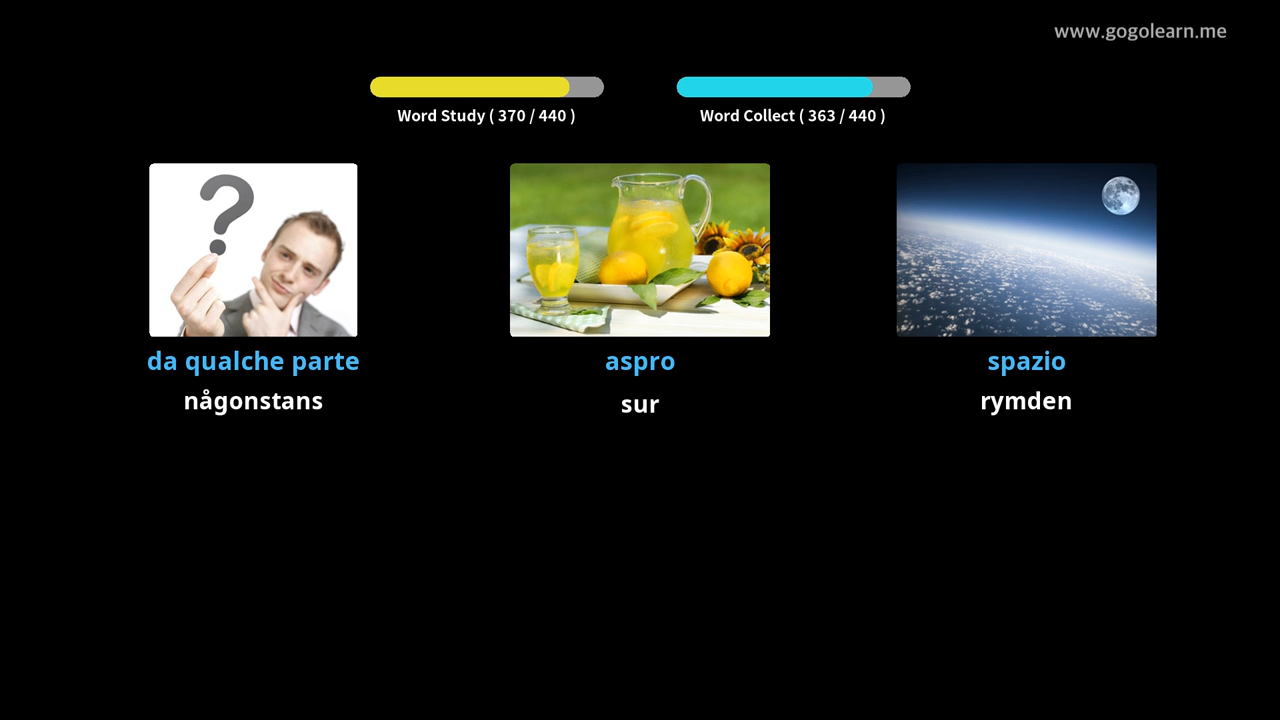 www.gogolearn.me
Word Study ( 370 / 440 )
Word Collect ( 363 / 440 )
?
da qualche parte
aspro
spazio
någonstans
sur
rymden